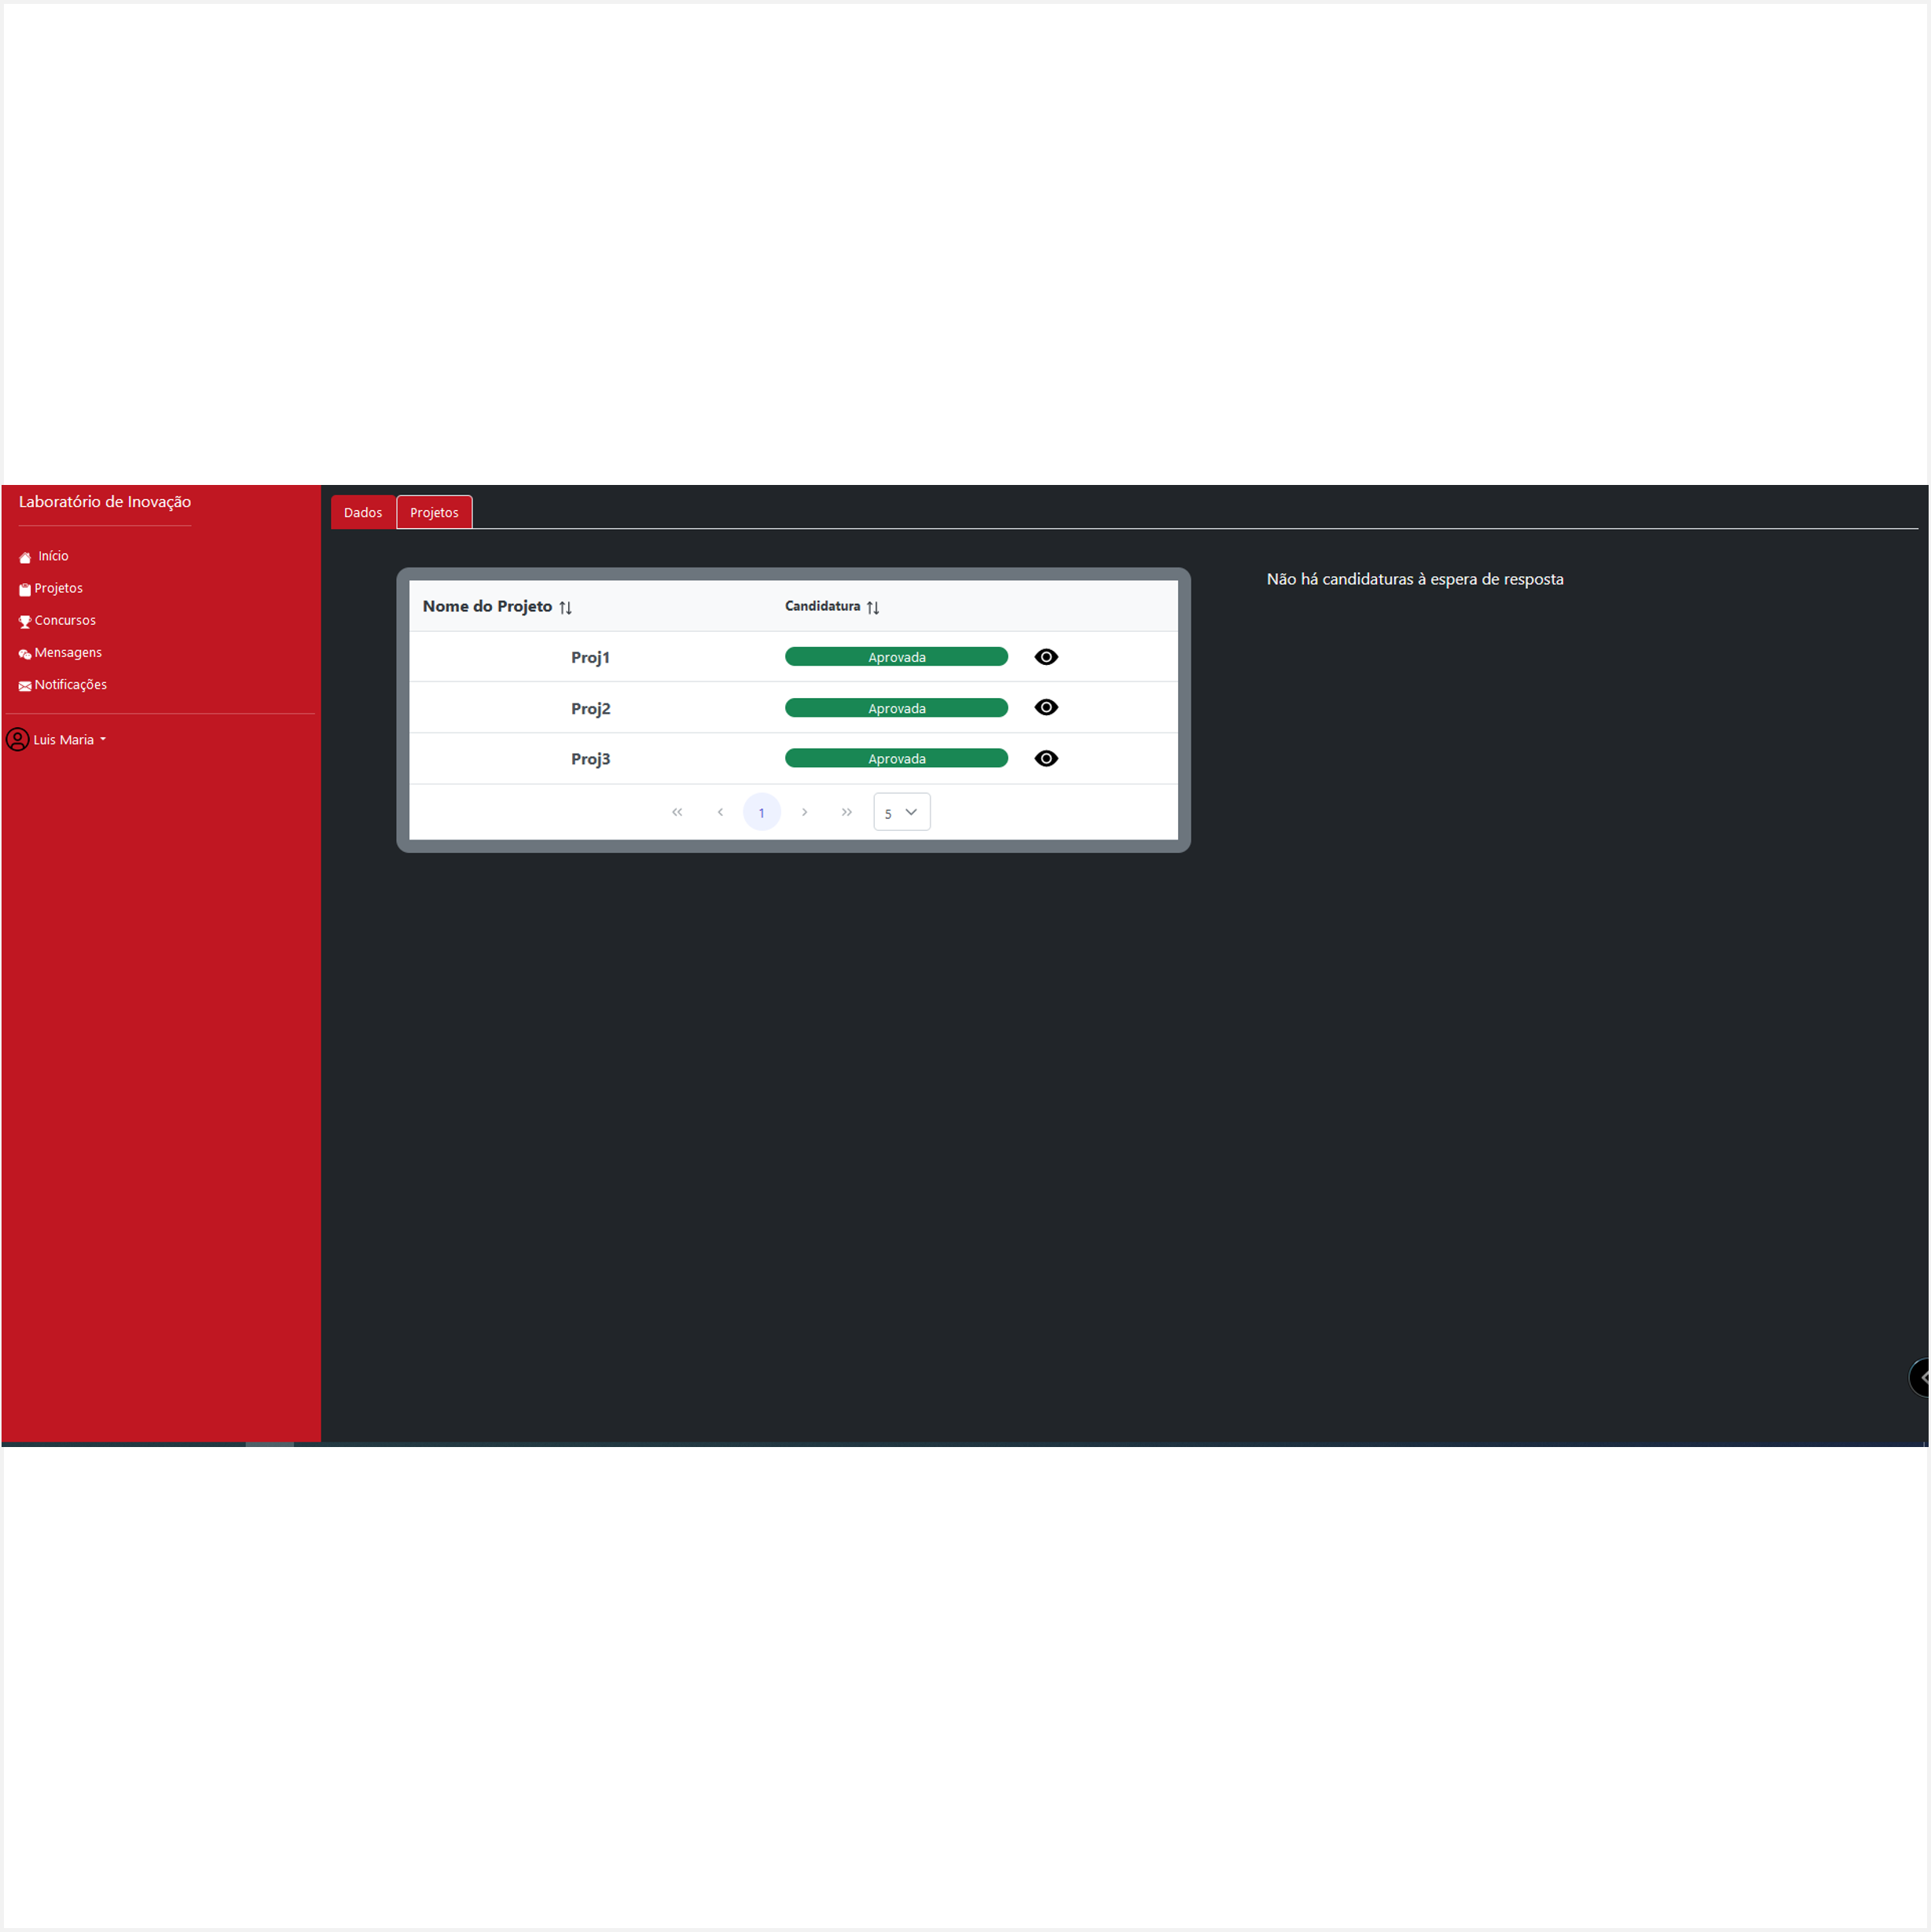 Laboratório de Inovação
Início
Projetos
Concursos
Mensagens
Notificações
Luis Maria
Dados Projetos
Nome do Projeto Candidatura
Proj1 Aprovada
Proj2 Aprovada
Proj3 Aprovada
1 5
Não há candidaturas à espera de resposta